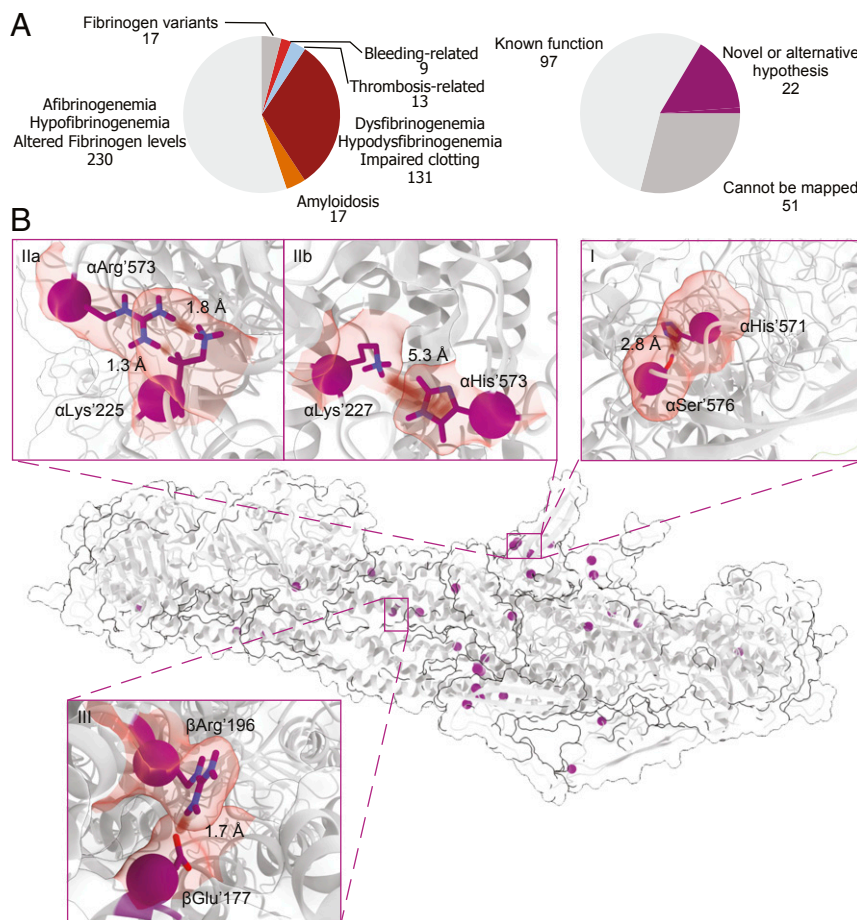 A
Fibrinogen variants
17
Bleeding-related
9
Thrombosis-related
13
Afibrinogenemia
Hypofibrinogenemia
Altered Fibrinogen levels
230
Dysfibrinogenemia
Hypodysfibrinogenemia
Impaired clotting
131
Amyloidosis
17
Known function
97
Novel or alternative
hypothesis
22
Cannot be mapped
51
B
IIa
αArg'573
1.8 Å
1.3 Å
αLys'225
IIb
5.3 Å
αHis'573
αLys'227
I
αHis'571
2.8 Å
αSer'576
III
βArg'196
1.7 Å
βGlu'177